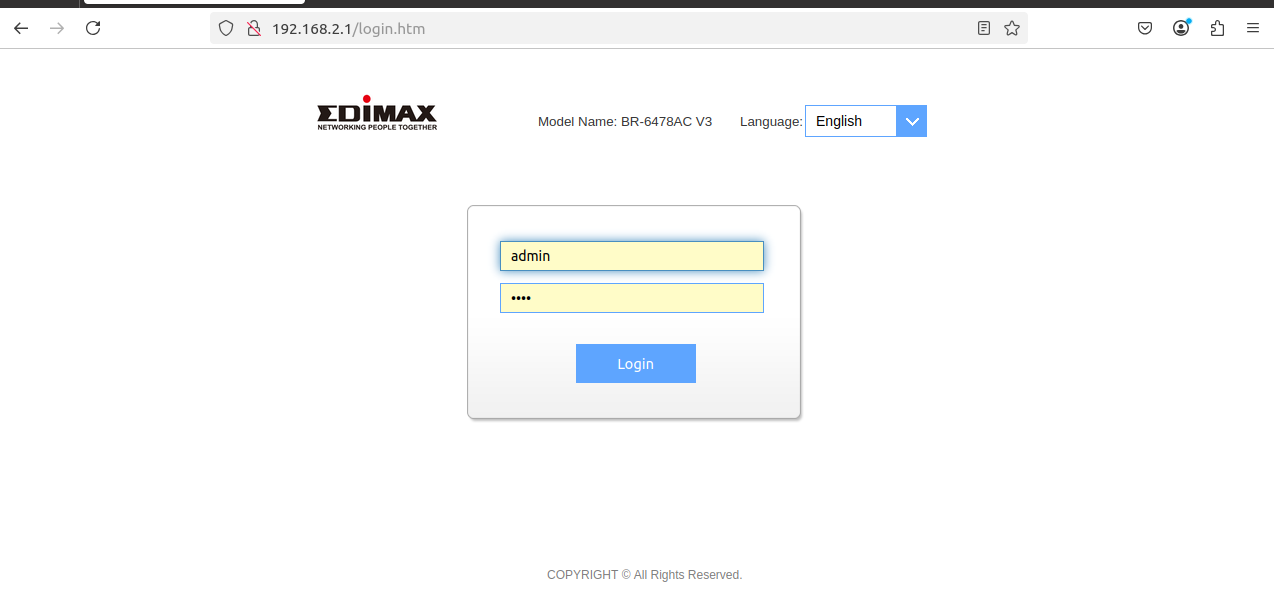 192.168.2.1/login.htm
EDIMAX
NETWORKING PEOPLE TOGETHER
Model Name: BR-6478AC V3 Language: English
admin
••••
Login
COPYRIGHT © All Rights Reserved.